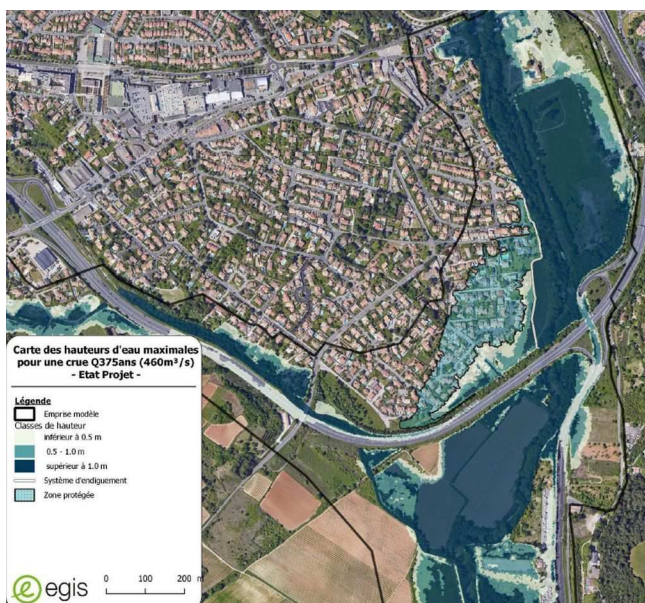 Carte des hauteurs d'eau maximales
pour une crue Q375ans (460m³/s)
- Etat Projet -
Légende
Emprise modèle
Classes de hauteur
inférieur à 0.5 m
0.5 - 1.0 m
supérieur à 1.0 m
Système d'endiguement
Zone protégée
egis
0 100 200 m